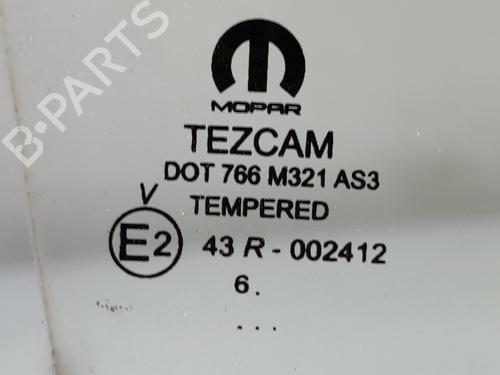 B-PARTS
MOPAR
TEZCAM
DOT 766 M321 AS3
TEMPERED
V
E2 43 R - 002412
6.
...